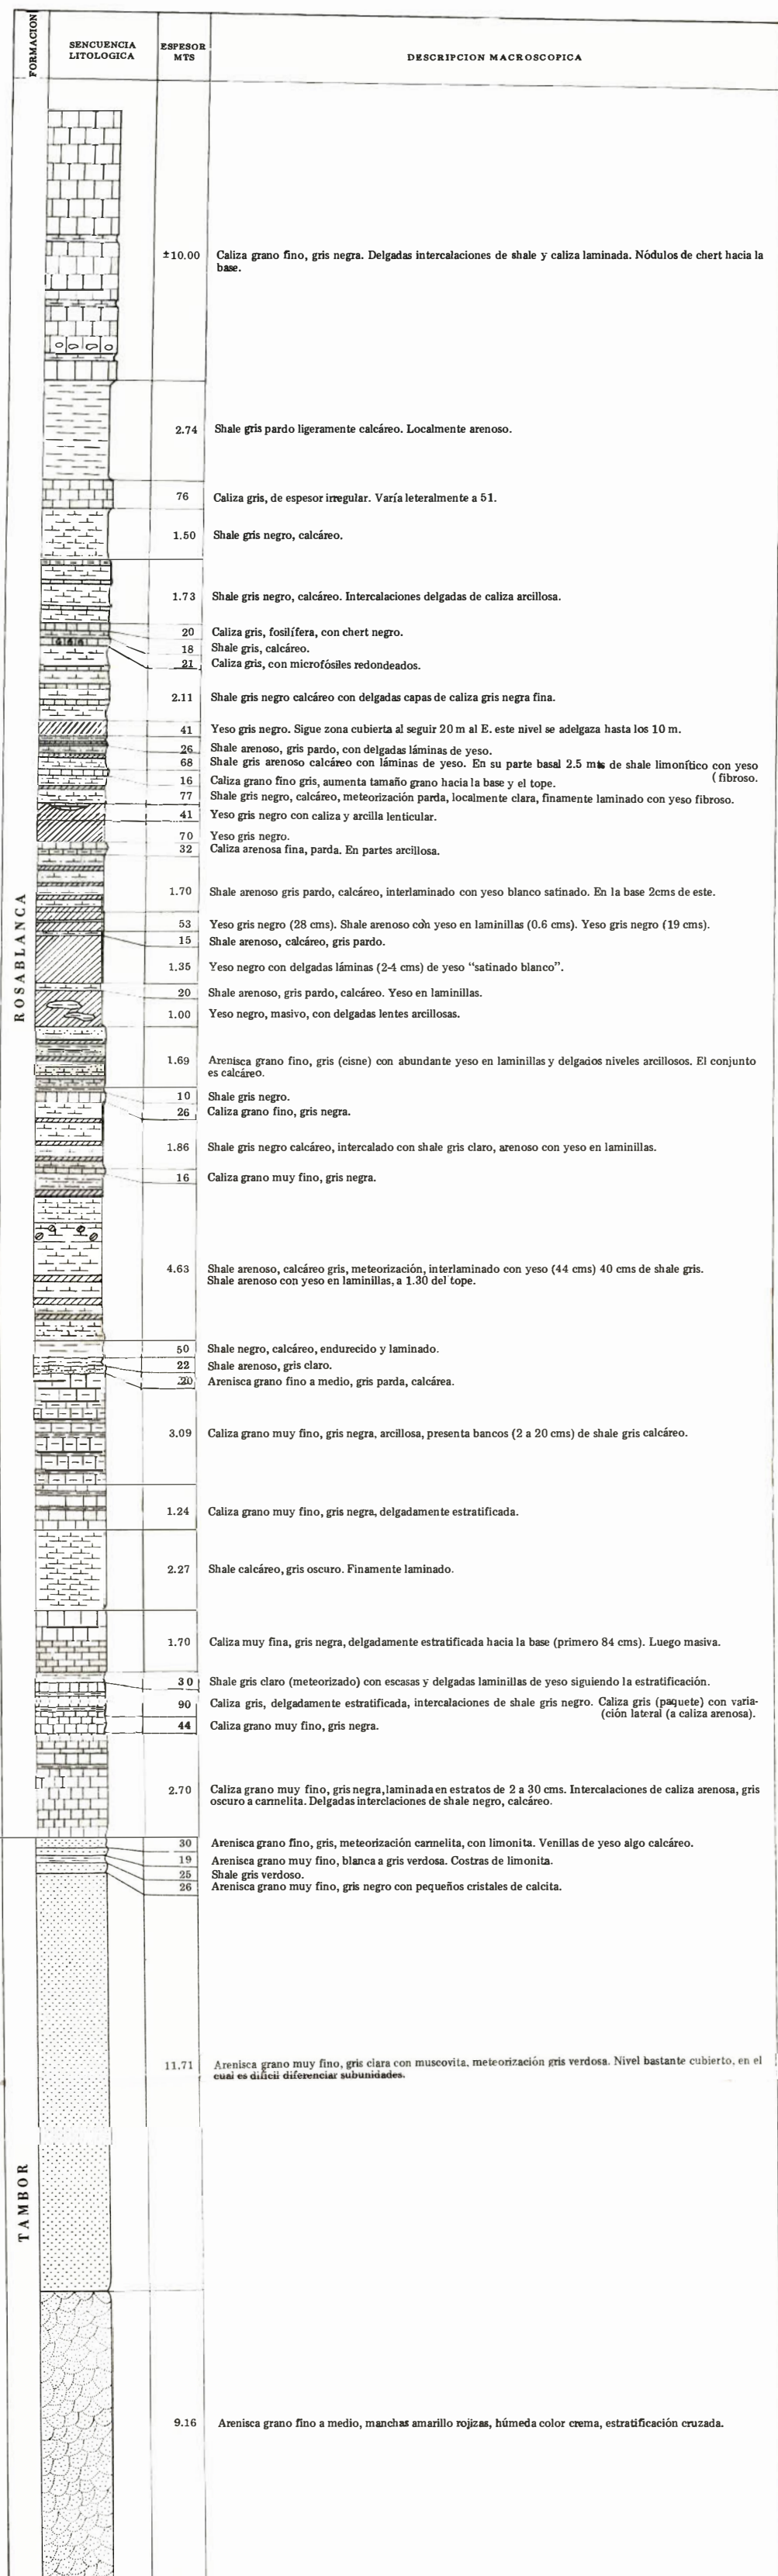 FORMACION
SENCUENCIA
LITOLOGICA
ESPESOR
MTS
DESCRIPCION MACROSCOPICA
ROSABLANCA
±10.00 Caliza grano fino, gris negra. Delgadas intercalaciones de shale y caliza laminada. Nódulos de chert hacia la
base.
2.74 Shale gris pardo ligeramente calcáreo. Localmente arenoso.
76 Caliza gris, de espesor irregular. Varía leteralmente a 51.
1.50 Shale gris negro, calcáreo.
1.73 Shale gris negro, calcáreo. Intercalaciones delgadas de caliza arcillosa.
20 Caliza gris, fosilífera, con chert negro.
18 Shale gris, calcáreo.
21 Caliza gris, con microfósiles redondeados.
2.11 Shale gris negro calcáreo con delgadas capas de caliza gris negra fina.
41 Yeso gris negro. Sigue zona cubierta al seguir 20 m al E. este nivel se adelgaza hasta los 10 m.
26 Shale arenoso, gris pardo, con delgadas láminas de yeso.
68 Shale gris arenoso calcáreo con láminas de yeso. En su parte basal 2.5 mts de shale limonítico con yeso
(fibroso.
16 Caliza grano fino gris, aumenta tamaño grano hacia la base y el tope.
77 Shale gris negro, calcáreo, meteorización parda, localmente clara, finamente laminado con yeso fibroso.
41 Yeso gris negro con caliza y arcilla lenticular.
70 Yeso gris negro.
32 Caliza arenosa fina, parda. En partes arcillosa.
1.70 Shale arenoso gris pardo, calcáreo, interlaminado con yeso blanco satinado. En la base 2cms de este.
53 Yeso gris negro (28 cms). Shale arenoso con yeso en laminillas (0.6 cms). Yeso gris negro (19 cms).
15 Shale arenoso, calcáreo, gris pardo.
1.35 Yeso negro con delgadas láminas (2-4 cms) de yeso “satinado blanco”.
20 Shale arenoso, gris pardo, calcáreo. Yeso en laminillas.
1.00 Yeso negro, masivo, con delgadas lentes arcillosas.
1.69 Arenisca grano fino, gris (cisne) con abundante yeso en laminillas y delgados niveles arcillosos. El conjunto
es calcáreo.
10 Shale gris negro.
26 Caliza grano fino, gris negra.
1.86 Shale gris negro calcáreo, intercalado con shale gris claro, arenoso con yeso en laminillas.
16 Caliza grano muy fino, gris negra.
4.63 Shale arenoso, calcáreo gris, meteorización, interlaminado con yeso (44 cms) 40 cms de shale gris.
Shale arenoso con yeso en laminillas, a 1.30 del tope.
50 Shale negro, calcáreo, endurecido y laminado.
22 Shale arenoso, gris claro.
20 Arenisca grano fino a medio, gris parda, calcárea.
3.09 Caliza grano muy fino, gris negra, arcillosa, presenta bancos (2 a 20 cms) de shale gris calcáreo.
1.24 Caliza grano muy fino, gris negra, delgadamente estratificada.
2.27 Shale calcáreo, gris oscuro. Finamente laminado.
1.70 Caliza muy fina, gris negra, delgadamente estratificada hacia la base (primero 84 cms). Luego masiva.
30 Shale gris claro (meteorizado) con escasas y delgadas laminillas de yeso siguiendo la estratificación.
90 Caliza gris, delgadamente estratificada, intercalaciones de shale gris negro. Caliza gris (paquete) con varia-
(ción lateral (a caliza arenosa).
44 Caliza grano muy fino, gris negra.
2.70 Caliza grano muy fino, gris negra, laminada en estratos de 2 a 30 cms. Intercalaciones de caliza arenosa, gris
oscuro a carmelita. Delgadas interclaciones de shale negro, calcáreo.
TAMBOR
30 Arenisca grano fino, gris, meteorización carmelita, con limonita. Venillas de yeso algo calcáreo.
19 Arenisca grano muy fino, blanca a gris verdosa. Costras de limonita.
25 Shale gris verdoso.
26 Arenisca grano muy fino, gris negro con pequeños cristales de calcita.
11.71 Arenisca grano muy fino, gris clara con muscovita, meteorización gris verdosa. Nivel bastante cubierto, en el
cual es difícil diferenciar subunidades.
9.16 Arenisca grano fino a medio, manchas amarillo rojizas, húmeda color crema, estratificación cruzada.